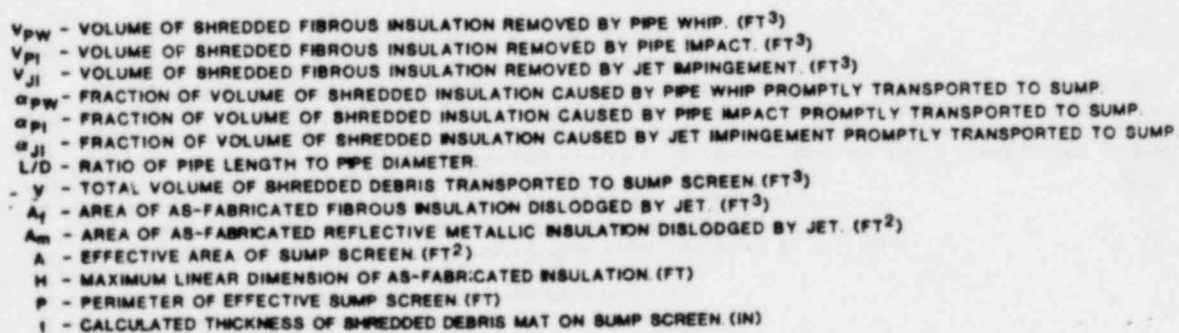 V_PW - VOLUME OF SHREDDED FIBROUS INSULATION REMOVED BY PIPE WHIP. (FT³)
V_PI - VOLUME OF SHREDDED FIBROUS INSULATION REMOVED BY PIPE IMPACT. (FT³)
V_JI - VOLUME OF SHREDDED FIBROUS INSULATION REMOVED BY JET IMPINGEMENT. (FT³)
α_PW - FRACTION OF VOLUME OF SHREDDED INSULATION CAUSED BY PIPE WHIP PROMPTLY TRANSPORTED TO SUMP.
α_PI - FRACTION OF VOLUME OF SHREDDED INSULATION CAUSED BY PIPE IMPACT PROMPTLY TRANSPORTED TO SUMP.
α_JI - FRACTION OF VOLUME OF SHREDDED INSULATION CAUSED BY JET IMPINGEMENT PROMPTLY TRANSPORTED TO SUMP.
L/D - RATIO OF PIPE LENGTH TO PIPE DIAMETER.
y - TOTAL VOLUME OF SHREDDED DEBRIS TRANSPORTED TO SUMP SCREEN.(FT³)
A_f - AREA OF AS-FABRICATED FIBROUS INSULATION DISLODGED BY JET. (FT³)
A_m - AREA OF AS-FABRICATED REFLECTIVE METALLIC INSULATION DISLODGED BY JET. (FT²)
A - EFFECTIVE AREA OF SUMP SCREEN.(FT²)
H - MAXIMUM LINEAR DIMENSION OF AS-FABRICATED INSULATION.(FT)
P - PERIMETER OF EFFECTIVE SUMP SCREEN.(FT)
t - CALCULATED THICKNESS OF SHREDDED DEBRIS MAT ON SUMP SCREEN.(IN)